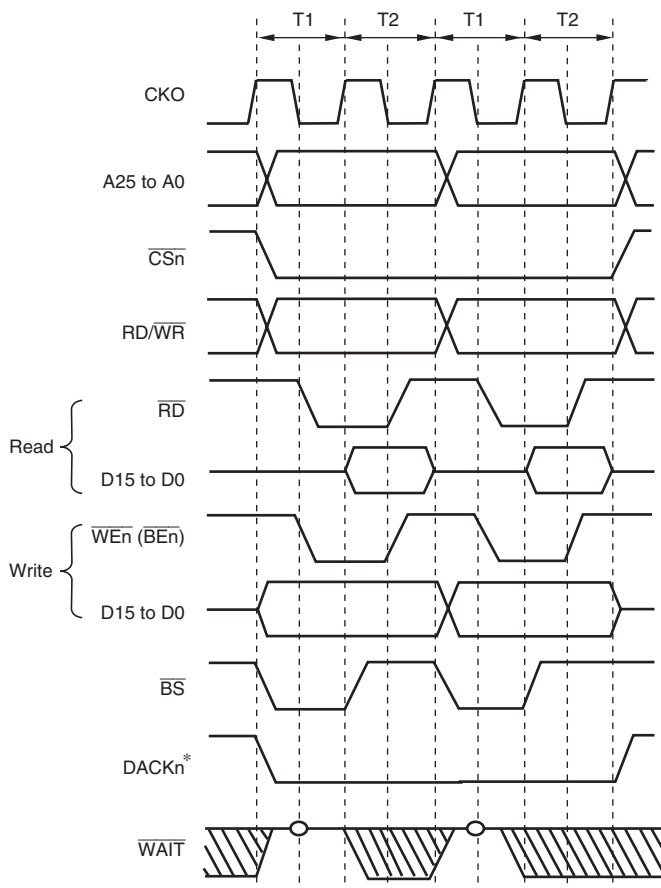 T1 T2 T1 T2
CKO
A25 to A0
CSn
RD/WR
RD
Read
D15 to D0
WEn (BEn)
Write
D15 to D0
BS
DACKn*
WAIT